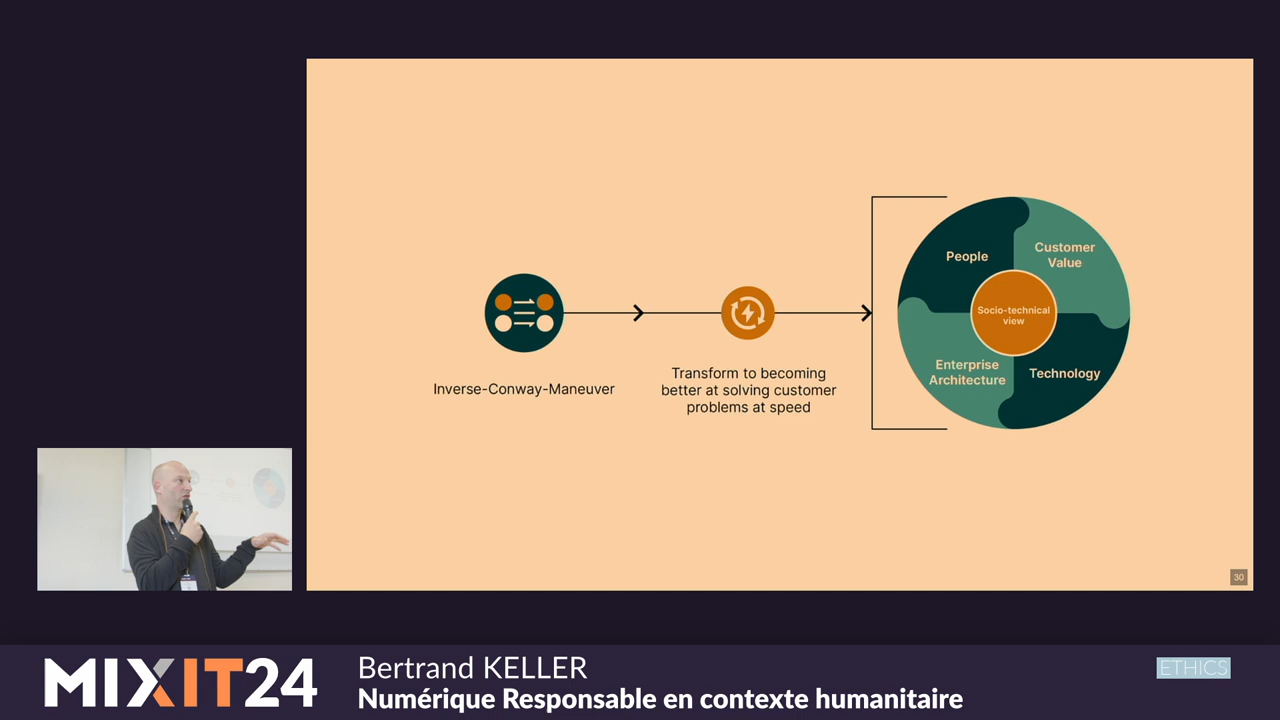 People
Customer
Value
Socio-technical
view
Enterprise
Architecture
Technology
Inverse-Conway-Maneuver
Transform to becoming
better at solving customer
problems at speed
30
MIXIT24
Bertrand KELLER
Numérique Responsable en contexte humanitaire
ETHICS